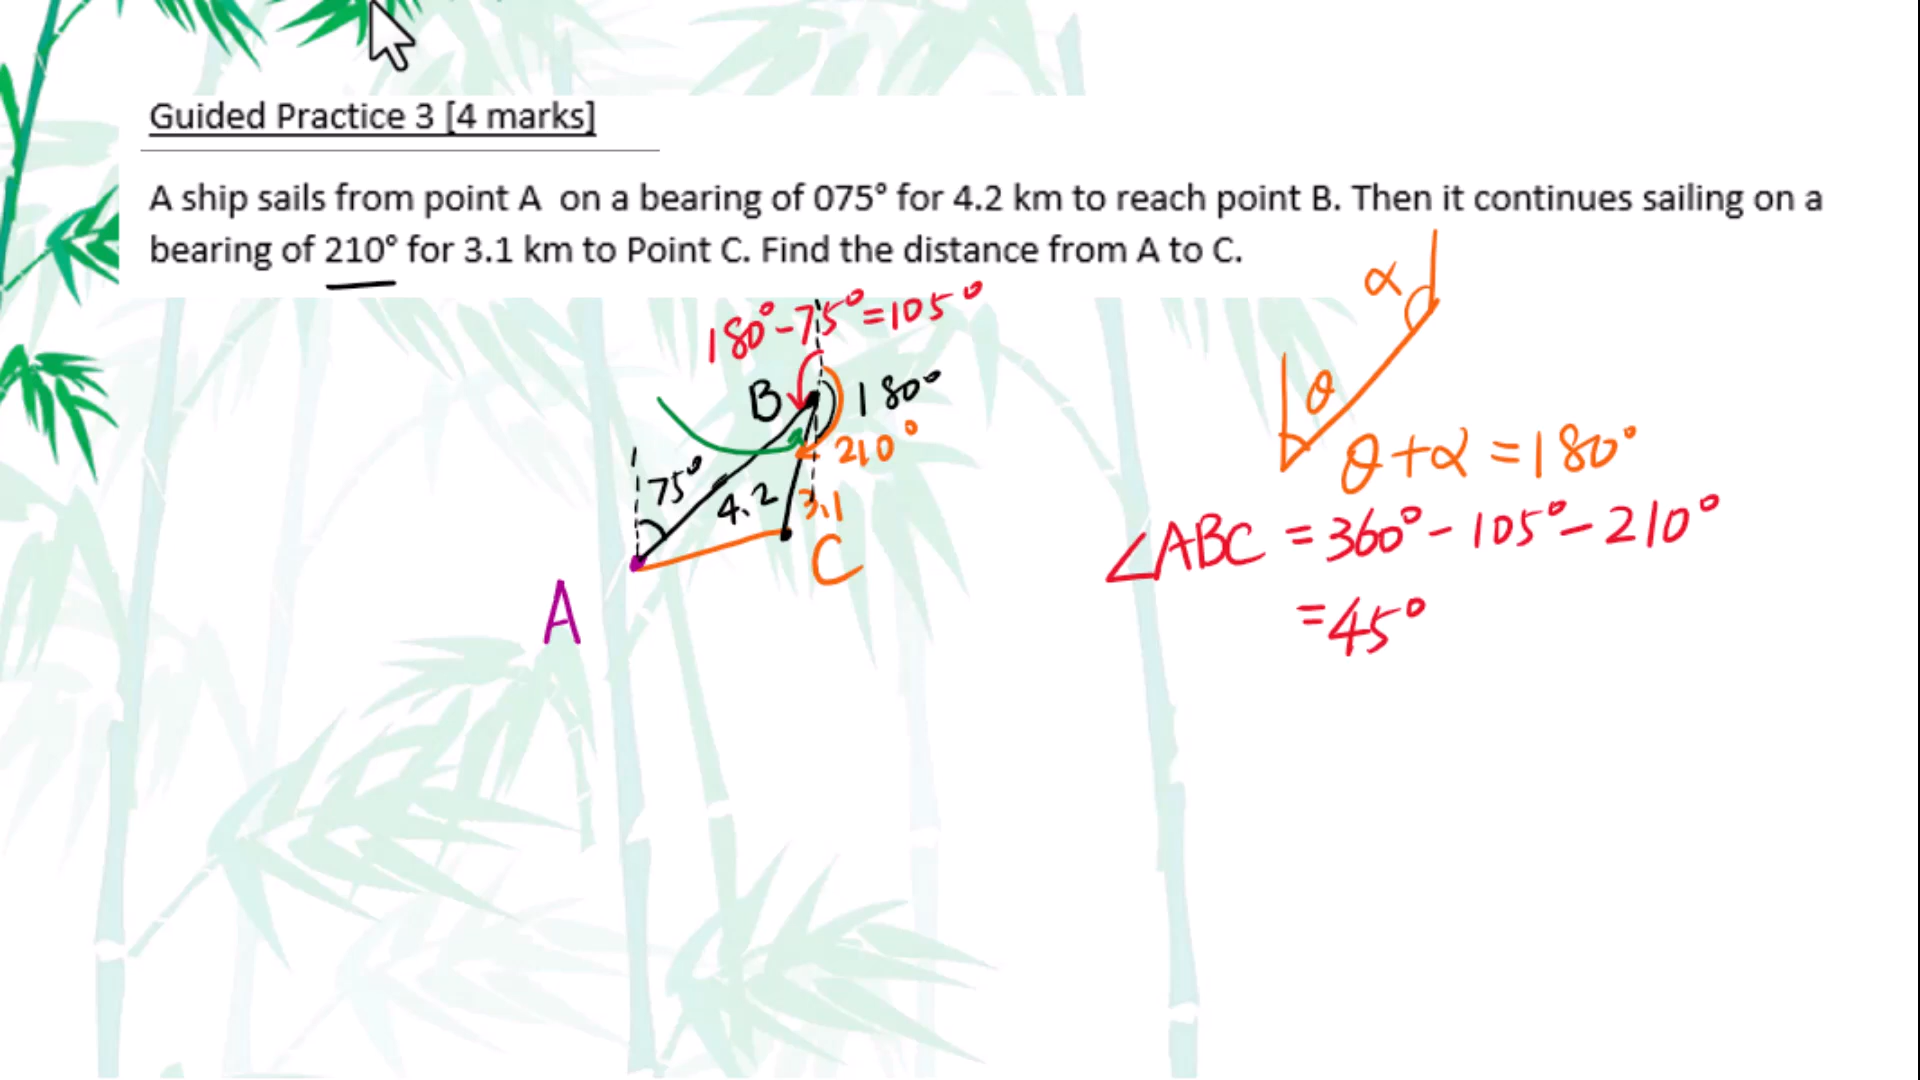 Guided Practice 3 [4 marks]
A ship sails from point A on a bearing of 075° for 4.2 km to reach point B. Then it continues sailing on a
bearing of 210° for 3.1 km to Point C. Find the distance from A to C.
180°-75°=105°
B
180°
210°
75°
4.2
3.1
C
A
α
θ
θ+α=180°
∠ABC = 360°-105°-210°
=45°